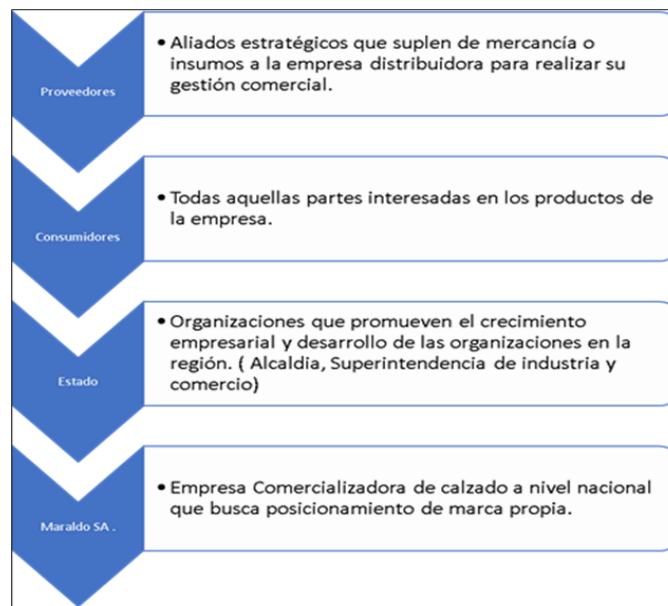 Proveedores
• Aliados estratégicos que suplen de mercancía o
insumos a la empresa distribuidora para realizar su
gestión comercial.
Consumidores
• Todas aquellas partes interesadas en los productos de
la empresa.
Estado
• Organizaciones que promueven el crecimiento
empresarial y desarrollo de las organizaciones en la
región. ( Alcaldia, Superintendencia de industria y
comercio)
Maraldo SA .
• Empresa Comercializadora de calzado a nivel nacional
que busca posicionamiento de marca propia.